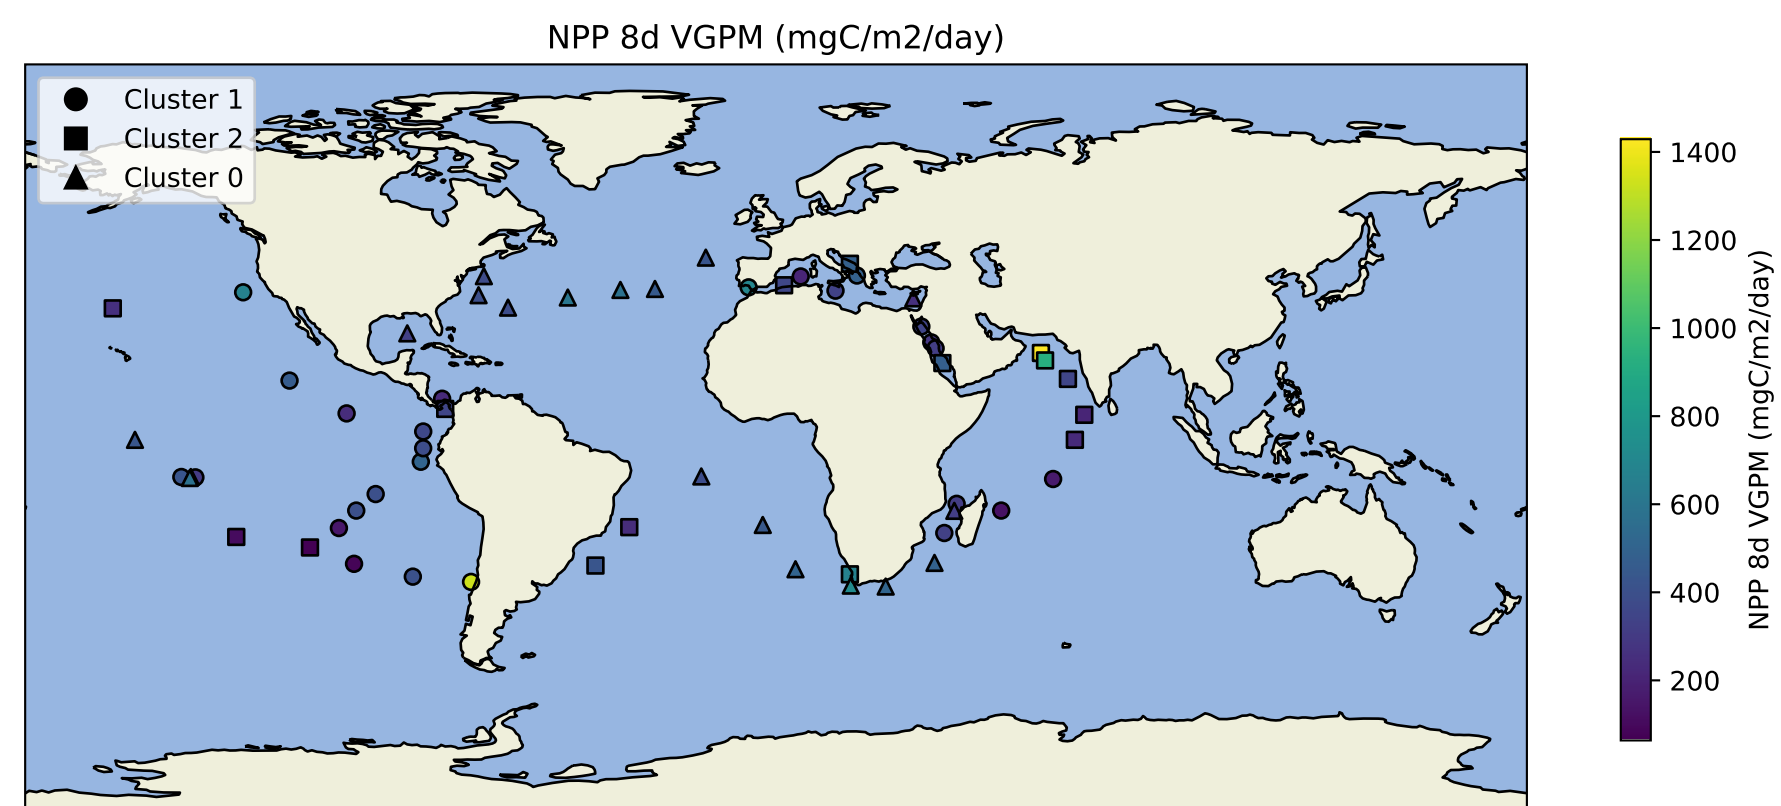 NPP 8d VGPM (mgC/m2/day)
Cluster 1
Cluster 2
Cluster 0
1400
1200
1000
800
600
400
200
NPP 8d VGPM (mgC/m2/day)